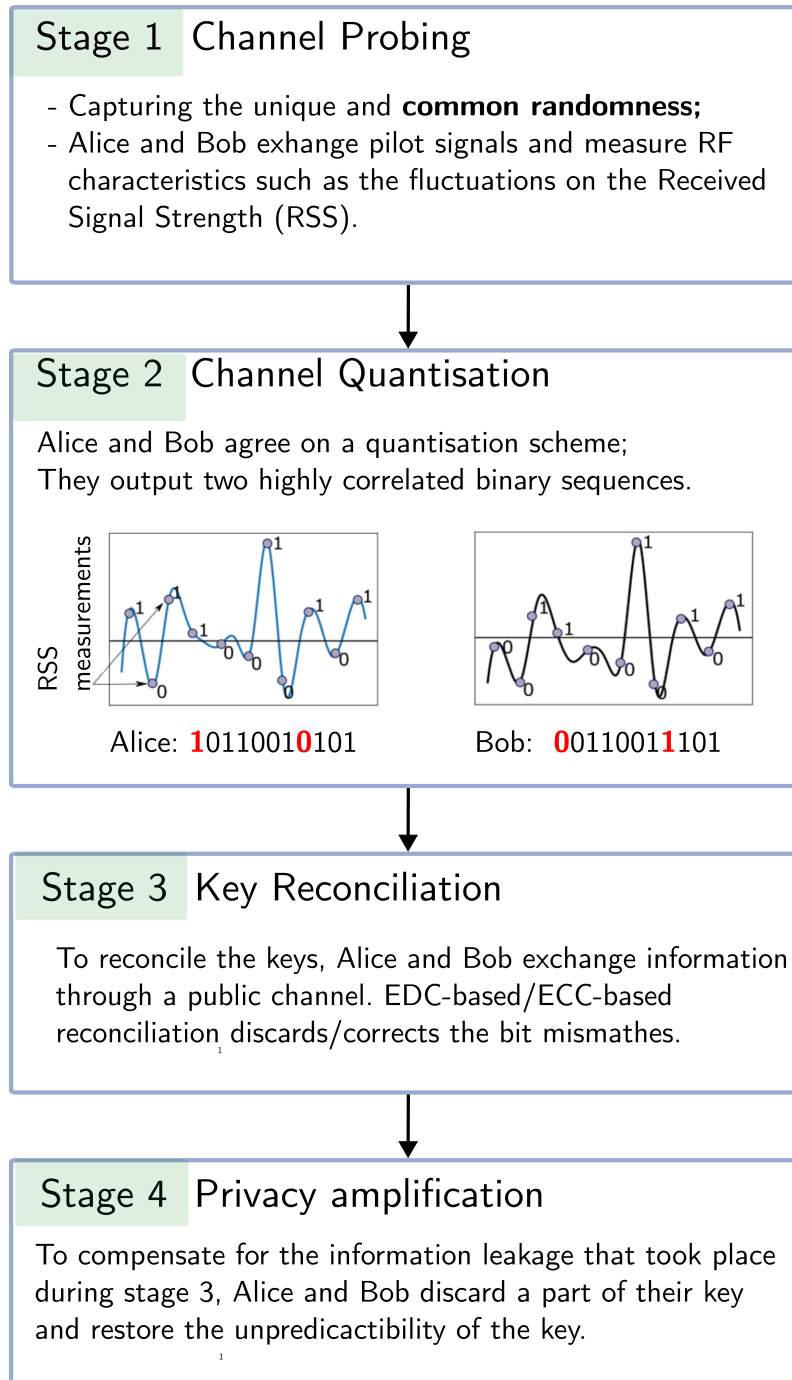 Stage 1 Channel Probing
- Capturing the unique and common randomness;
- Alice and Bob exhange pilot signals and measure RF
characteristics such as the fluctuations on the Received
Signal Strength (RSS).
Stage 2 Channel Quantisation
Alice and Bob agree on a quantisation scheme;
They output two highly correlated binary sequences.
RSS
measurements
1
0
1
1
0
0
1
0
1
0
1
0
0
1
1
0
0
1
0
1
0
1
Alice: 10110010101
Bob: 00110011101
Stage 3 Key Reconciliation
To reconcile the keys, Alice and Bob exchange information
through a public channel. EDC-based/ECC-based
reconciliation discards/corrects the bit mismathes.
1
Stage 4 Privacy amplification
To compensate for the information leakage that took place
during stage 3, Alice and Bob discard a part of their key
and restore the unpredicactibility of the key.
1